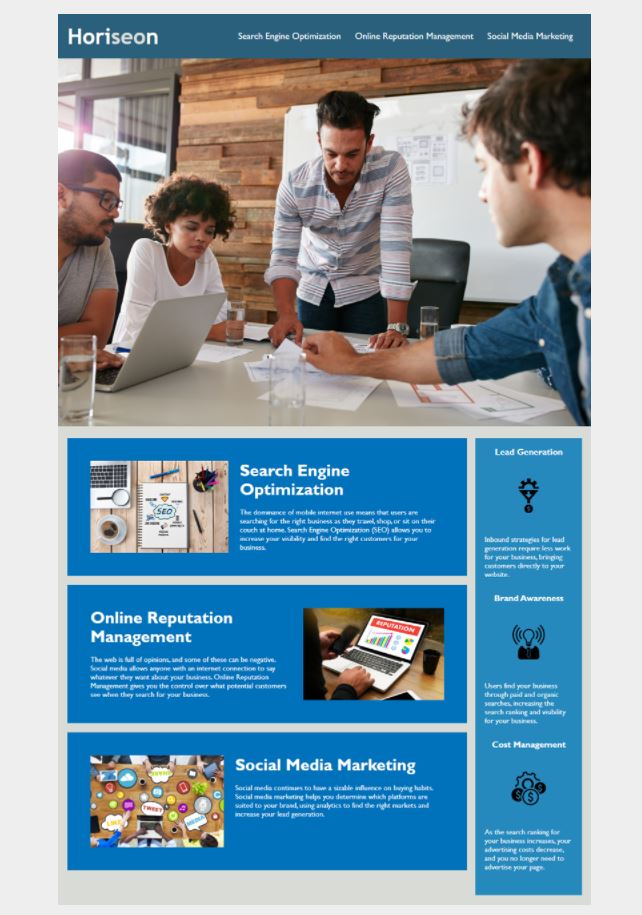 Horiseon
Search Engine Optimization
Online Reputation Management
Social Media Marketing
Search Engine
Optimization
The dominance of mobile internet use means that users are
searching for the right business as they travel, shop, or sit on their
couch at home. Search Engine Optimization (SEO) allows you to
increase your visibility and find the right customers for your
business.
SEO
Online Reputation
Management
The web is full of opinions, and some of these can be negative.
Social media allows anyone with an internet connection to say
whatever they want about your business. Online Reputation
Management gives you the control over what potential customers
see when they search for your business.
REPUTATION
Social Media Marketing
Social media continues to have a sizable influence on buying habits.
Social media marketing helps you determine which platforms are
suited to your brand, using analytics to find the right markets and
increase your lead generation.
SHARE
TWEET
LIKE
MEDIA
Lead Generation
Inbound strategies for lead
generation require less work
for your business, bringing
customers directly to your
website.
Brand Awareness
Users find your business
through paid and organic
searches, increasing the
search ranking and visibility
for your business.
Cost Management
As the search ranking for
your business increases, your
advertising costs decrease,
and you no longer need to
advertise your page.